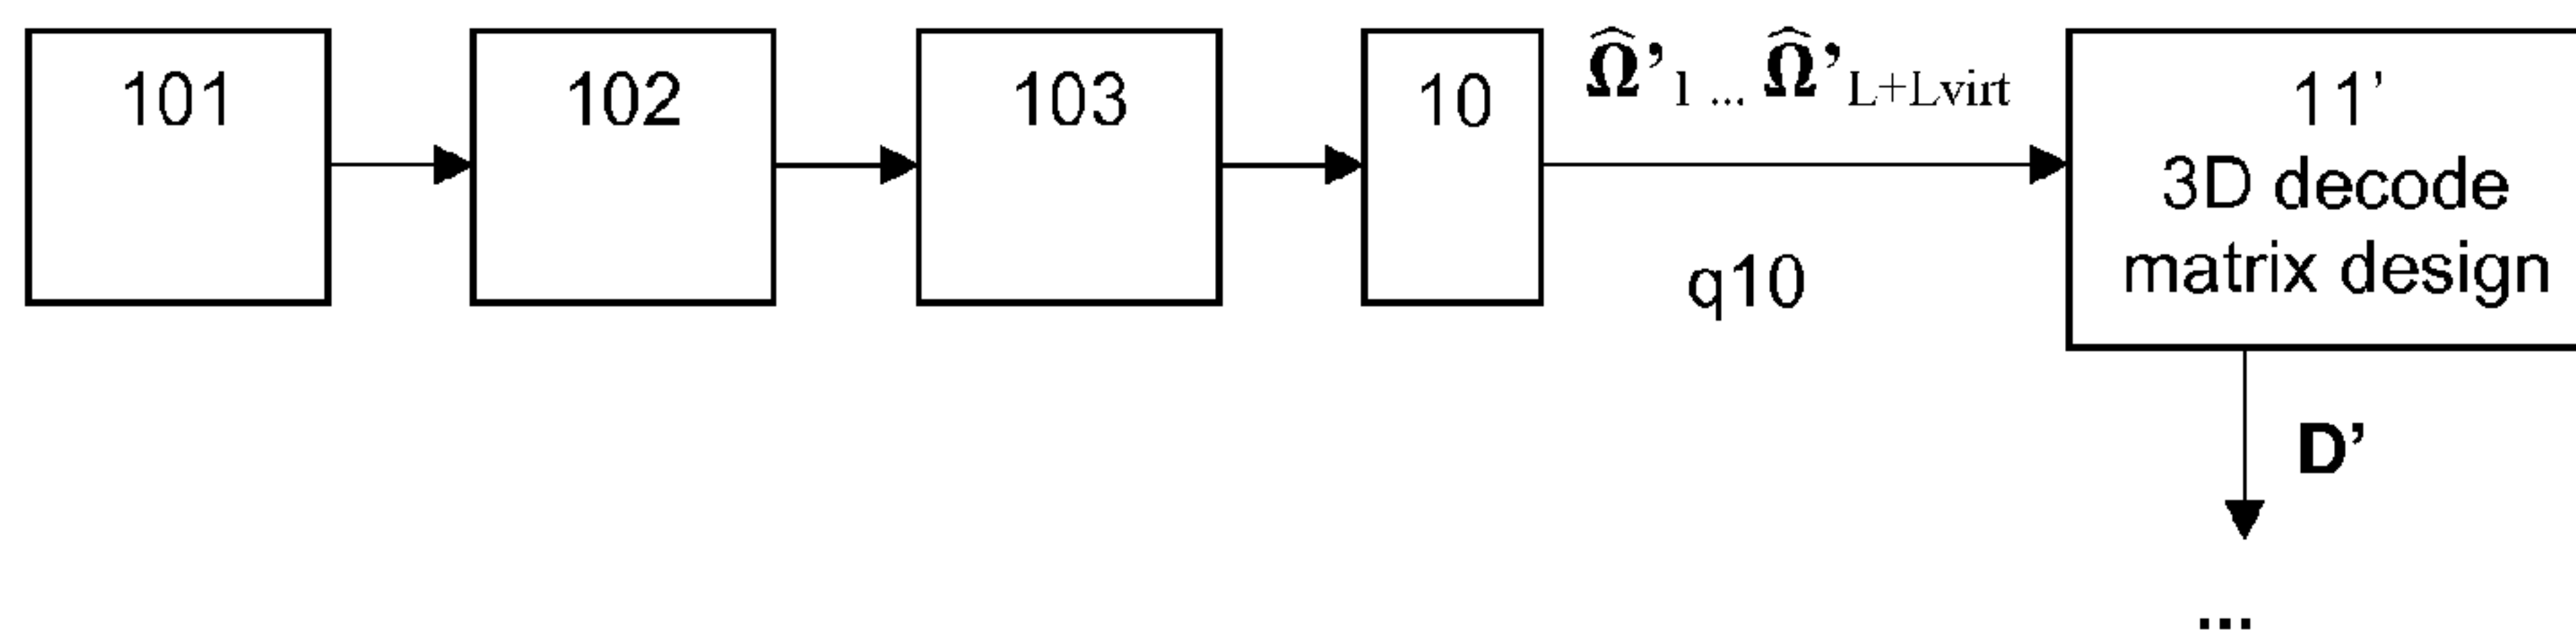 101
102
103
10
Ω̂’1 ... Ω̂’L+Lvirt
q10
11’
3D decode
matrix design
D’
...